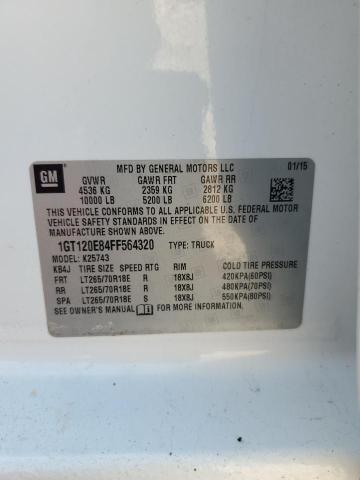 GM
MFD BY GENERAL MOTORS LLC 01/15
GVWR GAWR FRT GAWR RR
4536 KG 2359 KG 2812 KG
10000 LB 5200 LB 6200 LB
THIS VEHICLE CONFORMS TO ALL APPLICABLE U.S. FEDERAL MOTOR
VEHICLE SAFETY STANDARDS IN EFFECT ON THE DATE OF
MANUFACTURE SHOWN ABOVE.
1GT120E84FF564320 TYPE: TRUCK
MODEL: K25743
KB4J TIRE SIZE SPEED RTG RIM COLD TIRE PRESSURE
FRT LT265/70R18E R 18X8J 420KPA(60PSI)
RR LT265/70R18E R 18X8J 480KPA(70PSI)
SPA LT265/70R18E S 18X8J 550KPA(80PSI)
SEE OWNER'S MANUAL FOR MORE INFORMATION.